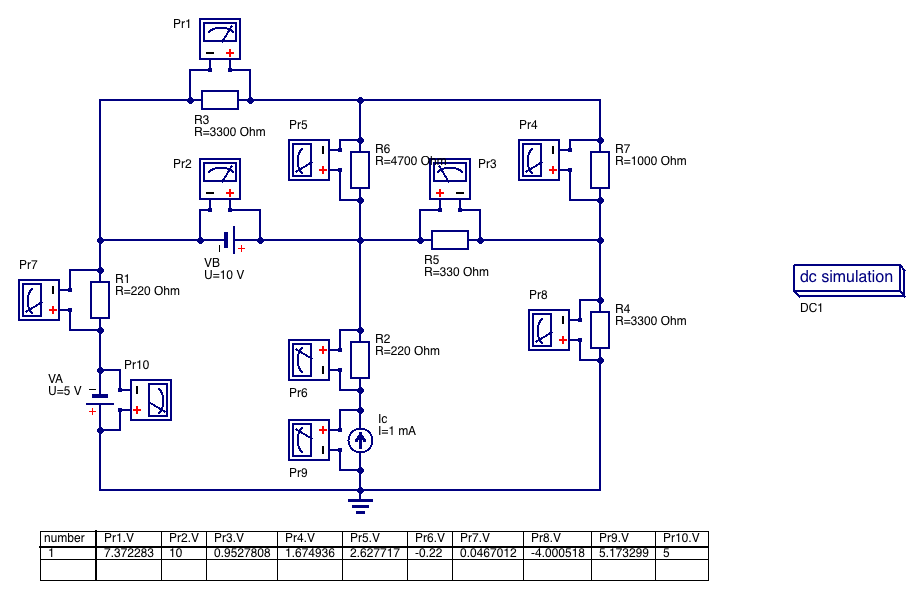 Pr1
R3
R=3300 Ohm
Pr5
Pr4
R6
R=4700 Ohm
R7
R=1000 Ohm
Pr2
Pr3
VB
U=10 V
R5
R=330 Ohm
Pr7
R1
R=220 Ohm
dc simulation
DC1
Pr8
R4
R=3300 Ohm
R2
R=220 Ohm
Pr10
VA
U=5 V
Pr6
Ic
I=1 mA
Pr9
number Pr1.V Pr2.V Pr3.V Pr4.V Pr5.V Pr6.V Pr7.V Pr8.V Pr9.V Pr10.V
1 7.372283 10 0.9527808 1.674936 2.627717 -0.22 0.0467012 -4.000518 5.173299 5